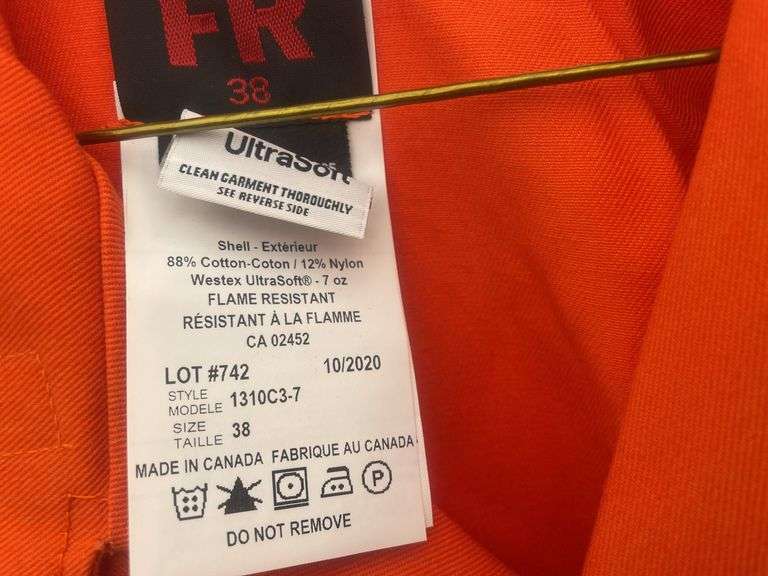 FR
38
UltraSoft
CLEAN GARMENT THOROUGHLY
SEE REVERSE SIDE
Shell - Extérieur
88% Cotton-Coton / 12% Nylon
Westex UltraSoft® - 7 oz
FLAME RESISTANT
RÉSISTANT À LA FLAMME
CA 02452
LOT #742 10/2020
STYLE
MODELE 1310C3-7
SIZE
TAILLE 38
MADE IN CANADA FABRIQUE AU CANADA
P
DO NOT REMOVE